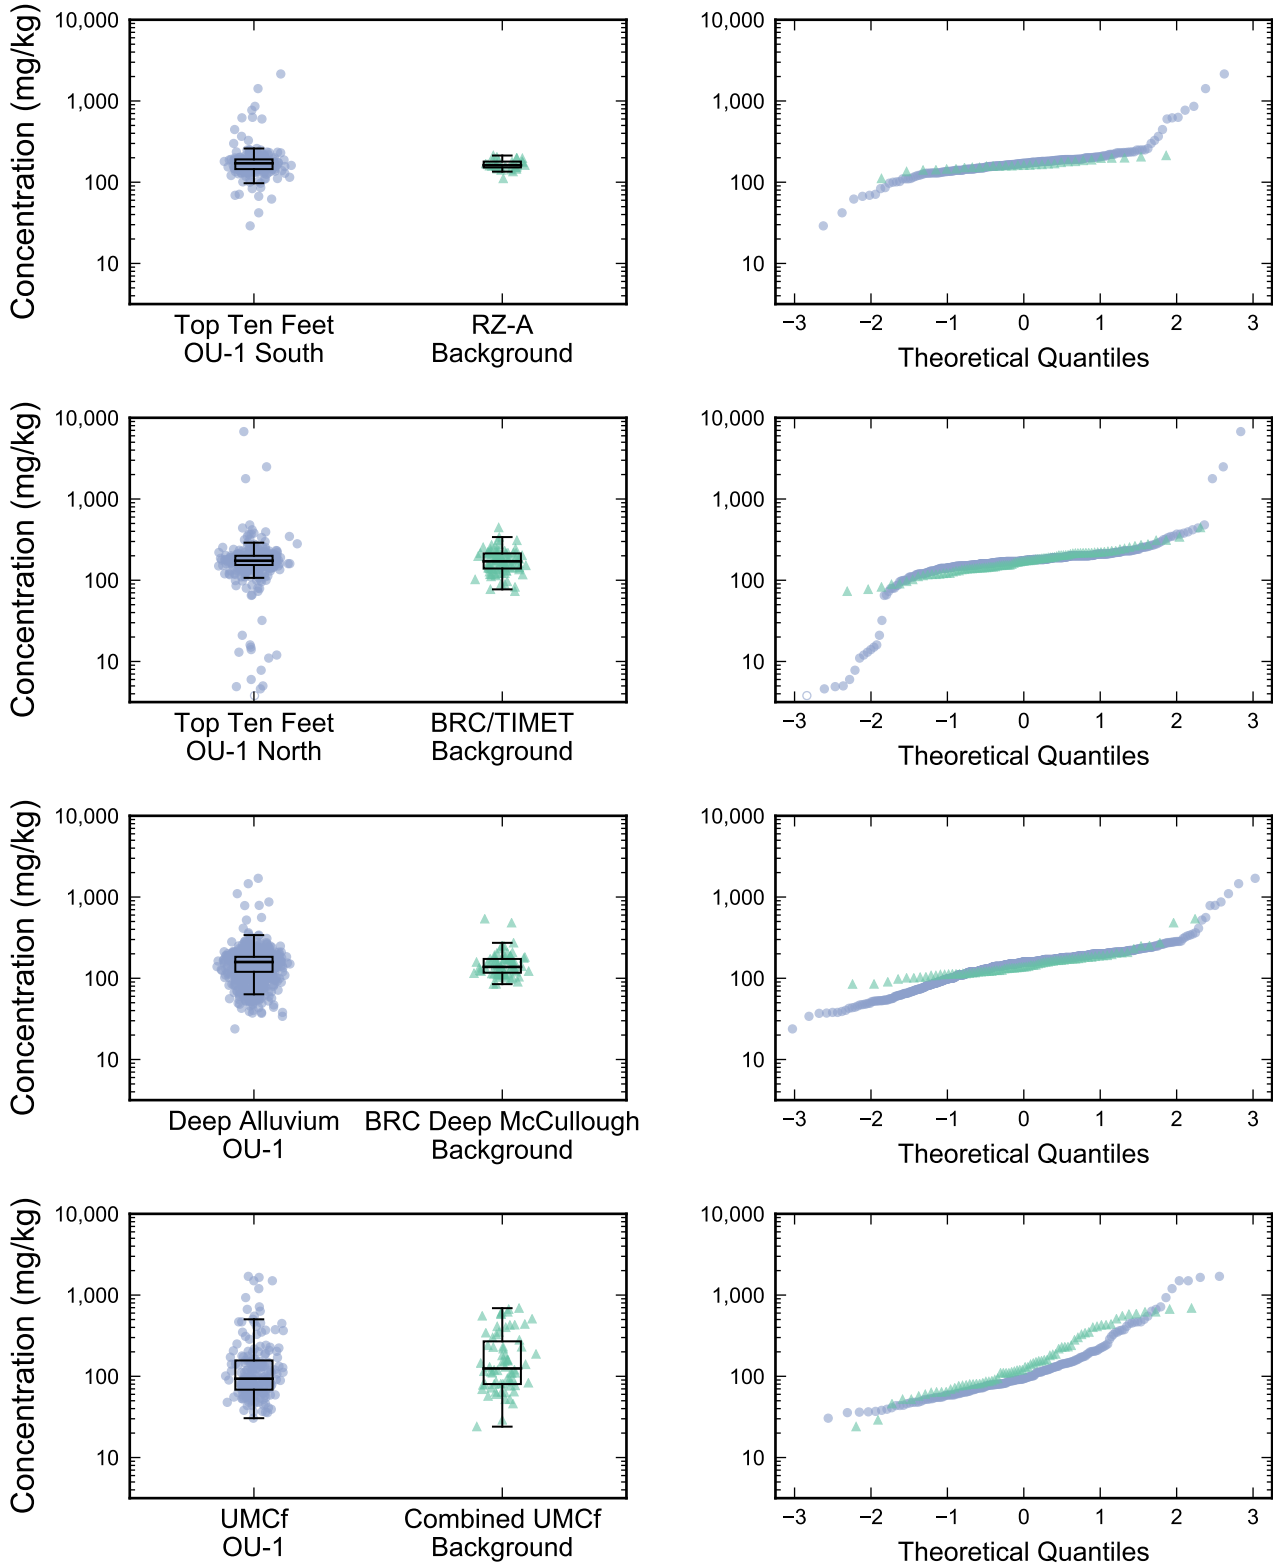 Concentration (mg/kg)
10,000
1,000
100
10
Top Ten Feet
OU-1 South
RZ-A
Background
10,000
1,000
100
10
−3 −2 −1 0 1 2 3
Theoretical Quantiles
Concentration (mg/kg)
10,000
1,000
100
10
Top Ten Feet
OU-1 North
BRC/TIMET
Background
10,000
1,000
100
10
−3 −2 −1 0 1 2 3
Theoretical Quantiles
Concentration (mg/kg)
10,000
1,000
100
10
Deep Alluvium
OU-1
BRC Deep McCullough
Background
10,000
1,000
100
10
−3 −2 −1 0 1 2 3
Theoretical Quantiles
Concentration (mg/kg)
10,000
1,000
100
10
UMCf
OU-1
Combined UMCf
Background
10,000
1,000
100
10
−3 −2 −1 0 1 2 3
Theoretical Quantiles